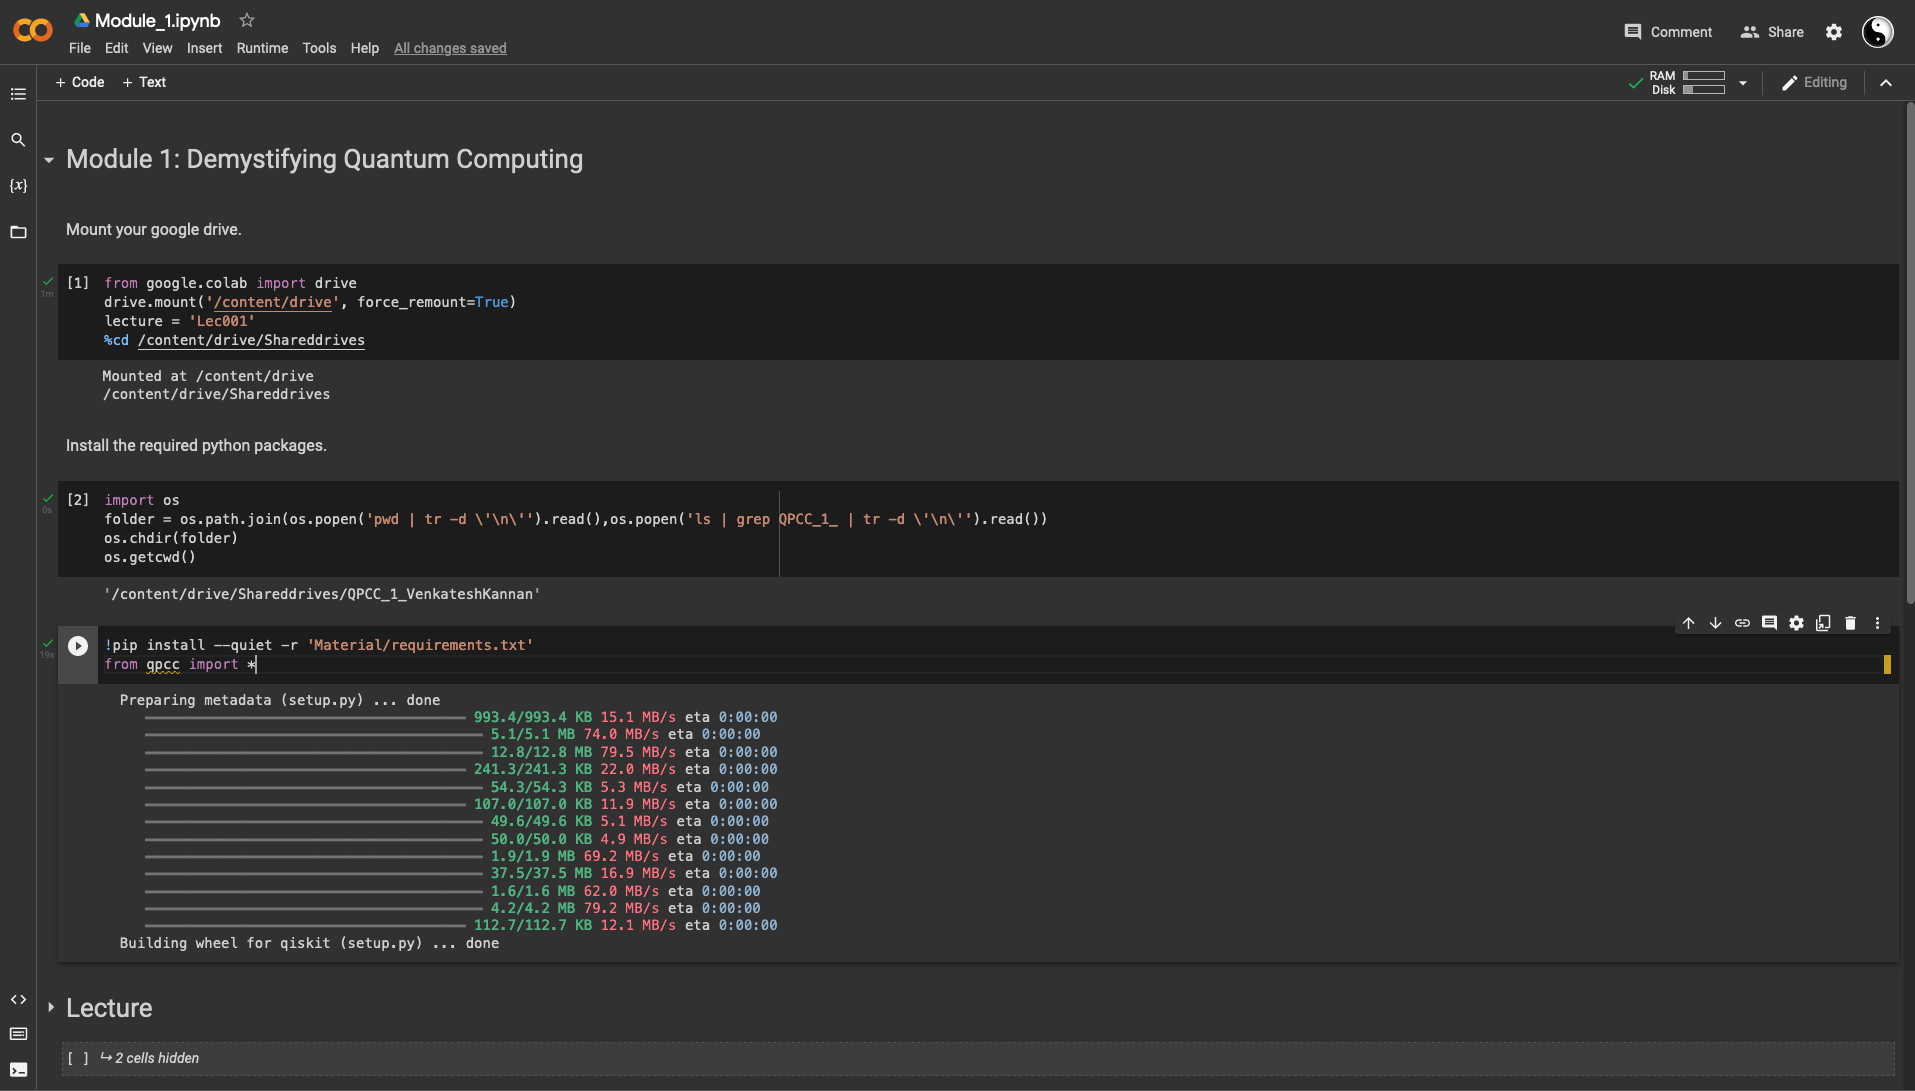 Module_1.ipynb
File Edit View Insert Runtime Tools Help All changes saved
Comment Share
+ Code + Text
RAM
Disk
Editing
Module 1: Demystifying Quantum Computing
{x}
Mount your google drive.
1m
[1] from google.colab import drive
drive.mount('/content/drive', force_remount=True)
lecture = 'Lec001'
%cd /content/drive/Shareddrives
Mounted at /content/drive
/content/drive/Shareddrives
Install the required python packages.
0s
[2] import os
folder = os.path.join(os.popen('pwd | tr -d \'\n\'').read(),os.popen('ls | grep QPCC_1_ | tr -d \'\n\'').read())
os.chdir(folder)
os.getcwd()
'/content/drive/Shareddrives/QPCC_1_VenkateshKannan'
19s
!pip install --quiet -r 'Material/requirements.txt'
from qpcc import *
Preparing metadata (setup.py) ... done
993.4/993.4 KB 15.1 MB/s eta 0:00:00
5.1/5.1 MB 74.0 MB/s eta 0:00:00
12.8/12.8 MB 79.5 MB/s eta 0:00:00
241.3/241.3 KB 22.0 MB/s eta 0:00:00
54.3/54.3 KB 5.3 MB/s eta 0:00:00
107.0/107.0 KB 11.9 MB/s eta 0:00:00
49.6/49.6 KB 5.1 MB/s eta 0:00:00
50.0/50.0 KB 4.9 MB/s eta 0:00:00
1.9/1.9 MB 69.2 MB/s eta 0:00:00
37.5/37.5 MB 16.9 MB/s eta 0:00:00
1.6/1.6 MB 62.0 MB/s eta 0:00:00
4.2/4.2 MB 79.2 MB/s eta 0:00:00
112.7/112.7 KB 12.1 MB/s eta 0:00:00
Building wheel for qiskit (setup.py) ... done
Lecture
[ ] ↳ 2 cells hidden